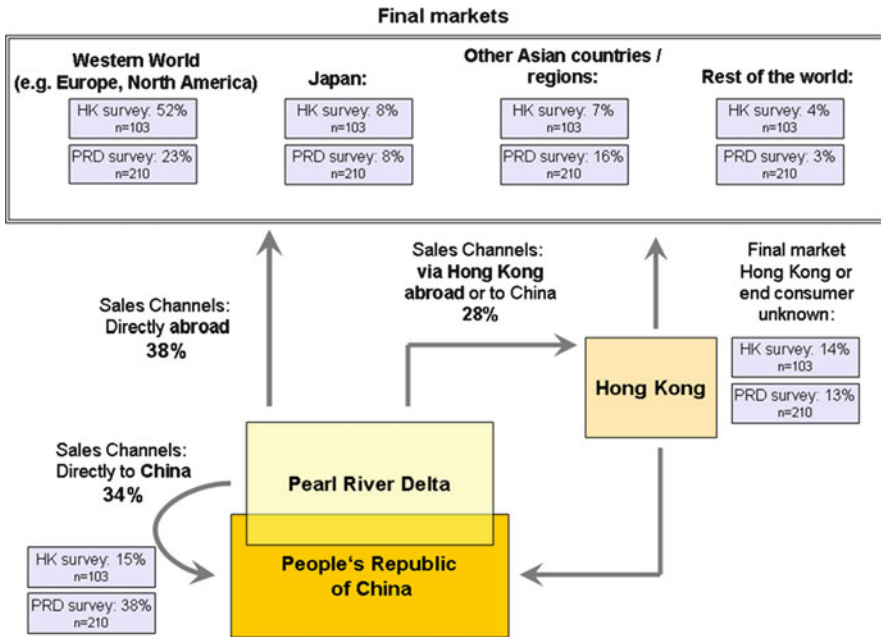 Final markets
Western World
(e.g. Europe, North America)
HK survey: 52%
n=103
PRD survey: 23%
n=210
Japan:
HK survey: 8%
n=103
PRD survey: 8%
n=210
Other Asian countries /
regions:
HK survey: 7%
n=103
PRD survey: 16%
n=210
Rest of the world:
HK survey: 4%
n=103
PRD survey: 3%
n=210
Sales Channels:
Directly abroad
38%
Sales Channels:
via Hong Kong
abroad or to China
28%
Final market
Hong Kong or
end consumer
unknown:
HK survey: 14%
n=103
PRD survey: 13%
n=210
Hong Kong
Sales Channels:
Directly to China
34%
HK survey: 15%
n=103
PRD survey: 38%
n=210
Pearl River Delta
People‘s Republic
of China